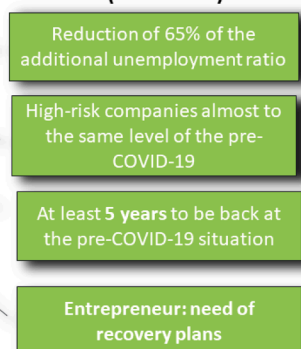 Reduction of 65% of the
additional unemployment ratio
High-risk companies almost to
the same level of the pre-
COVID-19
At least 5 years to be back at
the pre-COVID-19 situation
Entrepreneur: need of
recovery plans